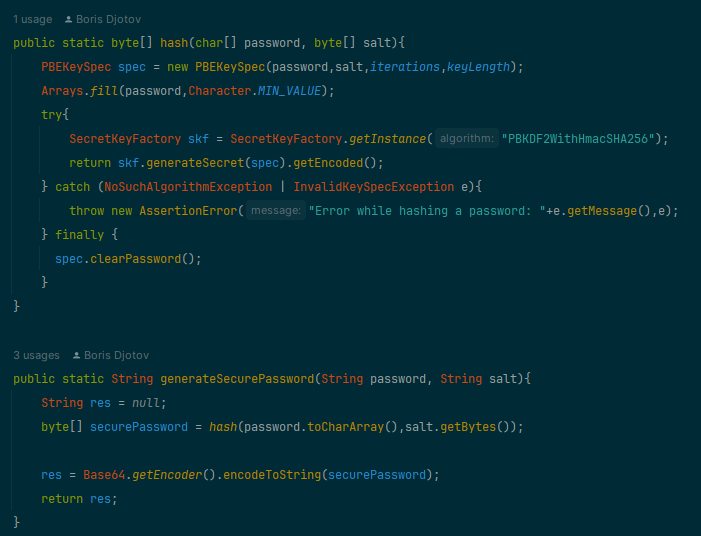 1 usage   Boris Djotov
public static byte[] hash(char[] password, byte[] salt){
    PBEKeySpec spec = new PBEKeySpec(password,salt,iterations,keyLength);
    Arrays.fill(password,Character.MIN_VALUE);
    try{
        SecretKeyFactory skf = SecretKeyFactory.getInstance( algorithm: "PBKDF2WithHmacSHA256");
        return skf.generateSecret(spec).getEncoded();
    } catch (NoSuchAlgorithmException | InvalidKeySpecException e){
        throw new AssertionError( message: "Error while hashing a password: "+e.getMessage(),e);
    } finally {
      spec.clearPassword();
    }
}
3 usages   Boris Djotov
public static String generateSecurePassword(String password, String salt){
    String res = null;
    byte[] securePassword = hash(password.toCharArray(),salt.getBytes());
    res = Base64.getEncoder().encodeToString(securePassword);
    return res;
}